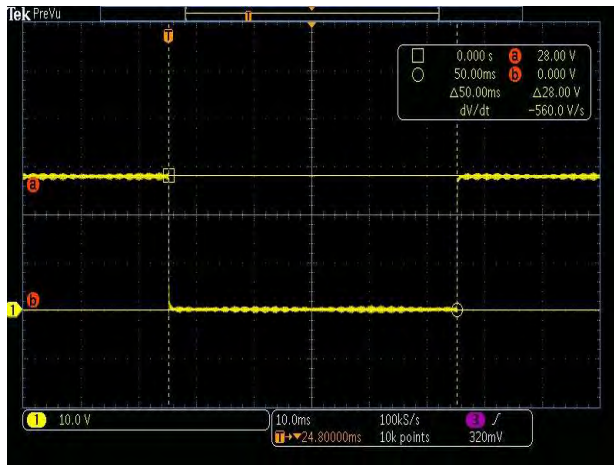 Tek PreVu
T
T
0.000 s a 28.00 V
50.00ms b 0.000 V
Δ50.00ms Δ28.00 V
dV/dt -560.0 V/s
a
b
1
1 10.0 V
10.0ms 100kS/s 3 ∫
T→▼24.80000ms 10k points 320mV